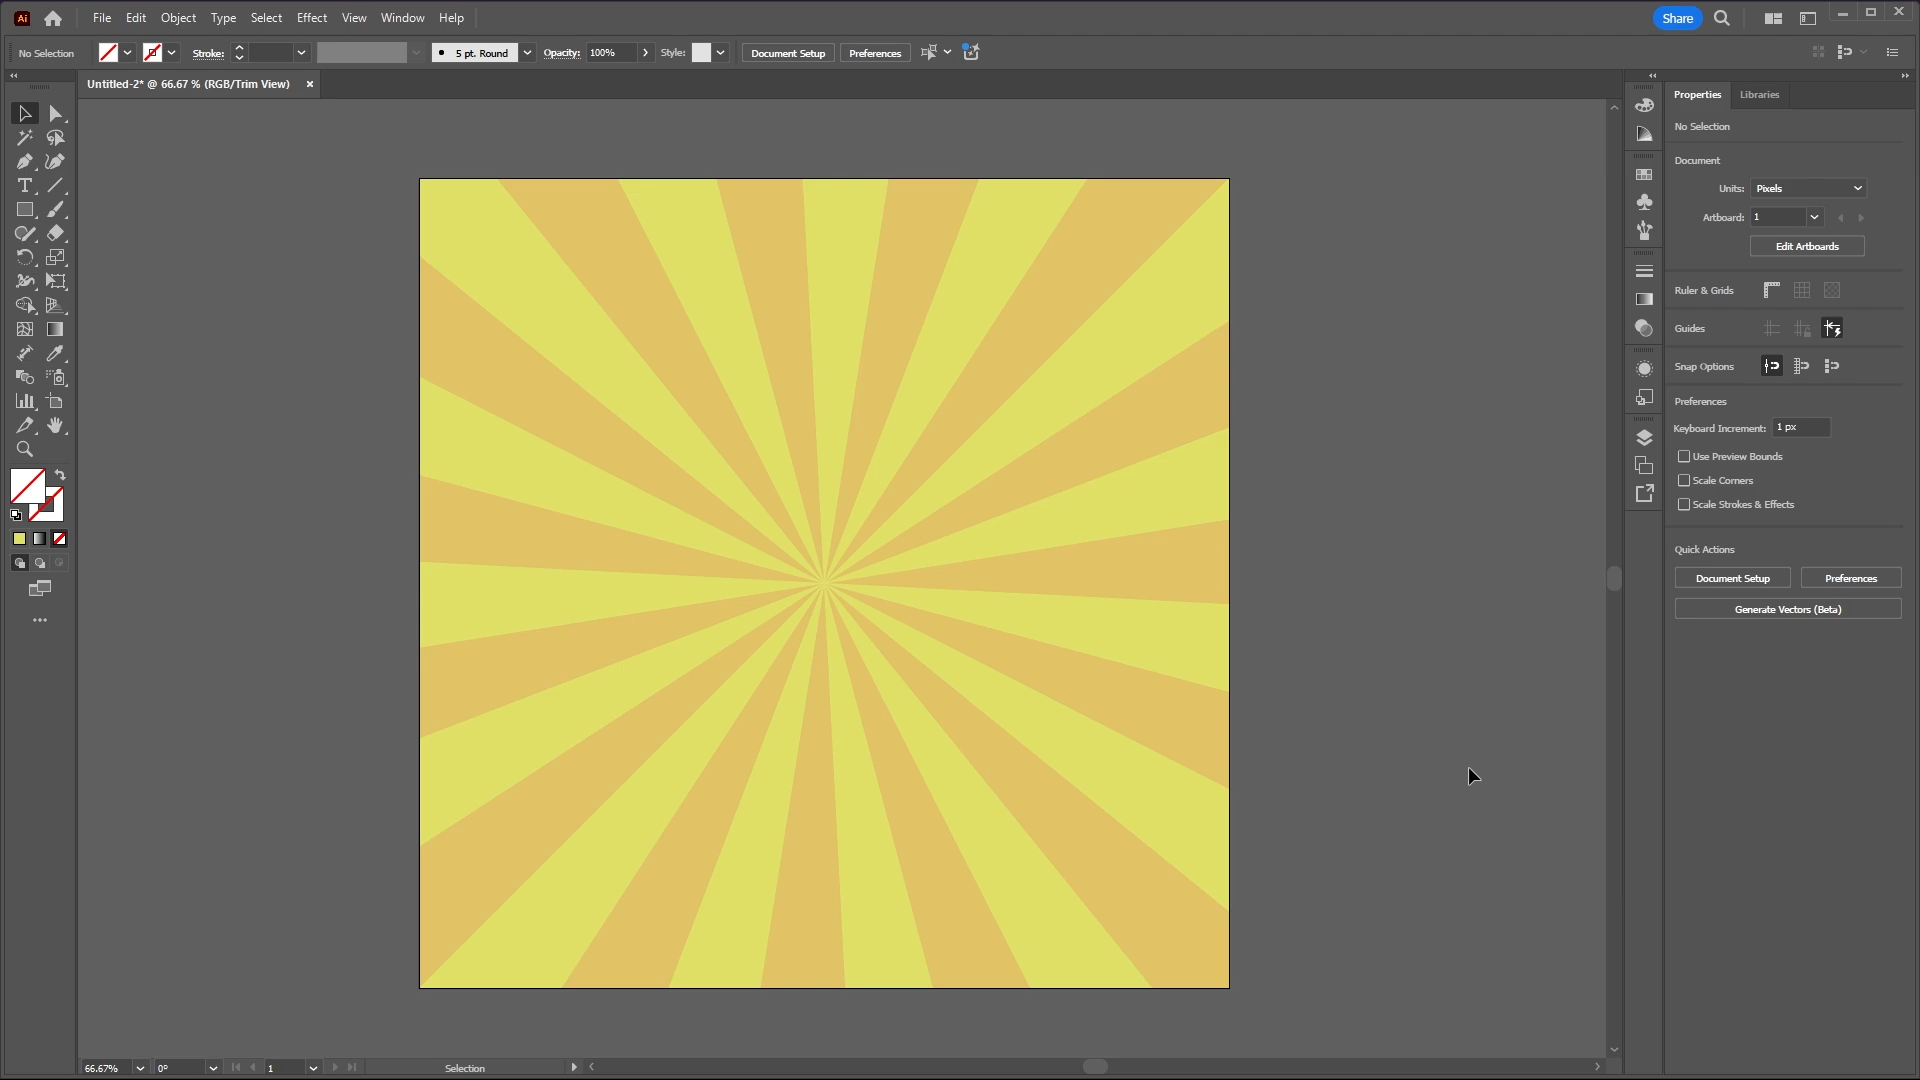 Ai File Edit Object Type Select Effect View Window Help Share
No Selection Stroke: 5 pt. Round Opacity: 100% Style: Document Setup Preferences
Untitled-2* @ 66.67 % (RGB/Trim View) ×
Properties Libraries
No Selection
Document
Units: Pixels
Artboard: 1
Edit Artboards
Ruler & Grids
Guides
Snap Options
Preferences
Keyboard Increment: 1 px
Use Preview Bounds
Scale Corners
Scale Strokes & Effects
Quick Actions
Document Setup Preferences
Generate Vectors (Beta)
66.67% 0° 1 Selection